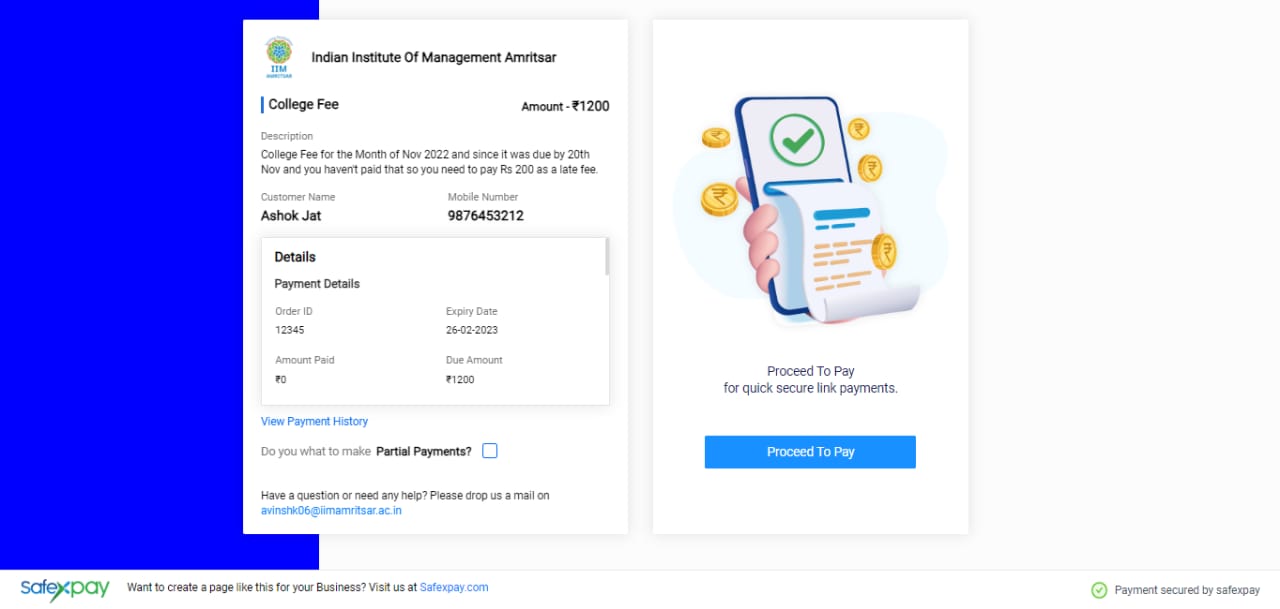 IIM
AMRITSAR
Indian Institute Of Management Amritsar
College Fee
Amount - ₹1200
Description
College Fee for the Month of Nov 2022 and since it was due by 20th
Nov and you haven't paid that so you need to pay Rs 200 as a late fee.
Customer Name
Mobile Number
Ashok Jat
9876453212
Details
Payment Details
Order ID
Expiry Date
12345
26-02-2023
Amount Paid
Due Amount
₹0
₹1200
View Payment History
Do you what to make Partial Payments?
Have a question or need any help? Please drop us a mail on
avinshk06@iimamritsar.ac.in
₹
₹
₹
₹
₹
Proceed To Pay
for quick secure link payments.
Proceed To Pay
safexpay
Want to create a page like this for your Business? Visit us at Safexpay.com
Payment secured by safexpay